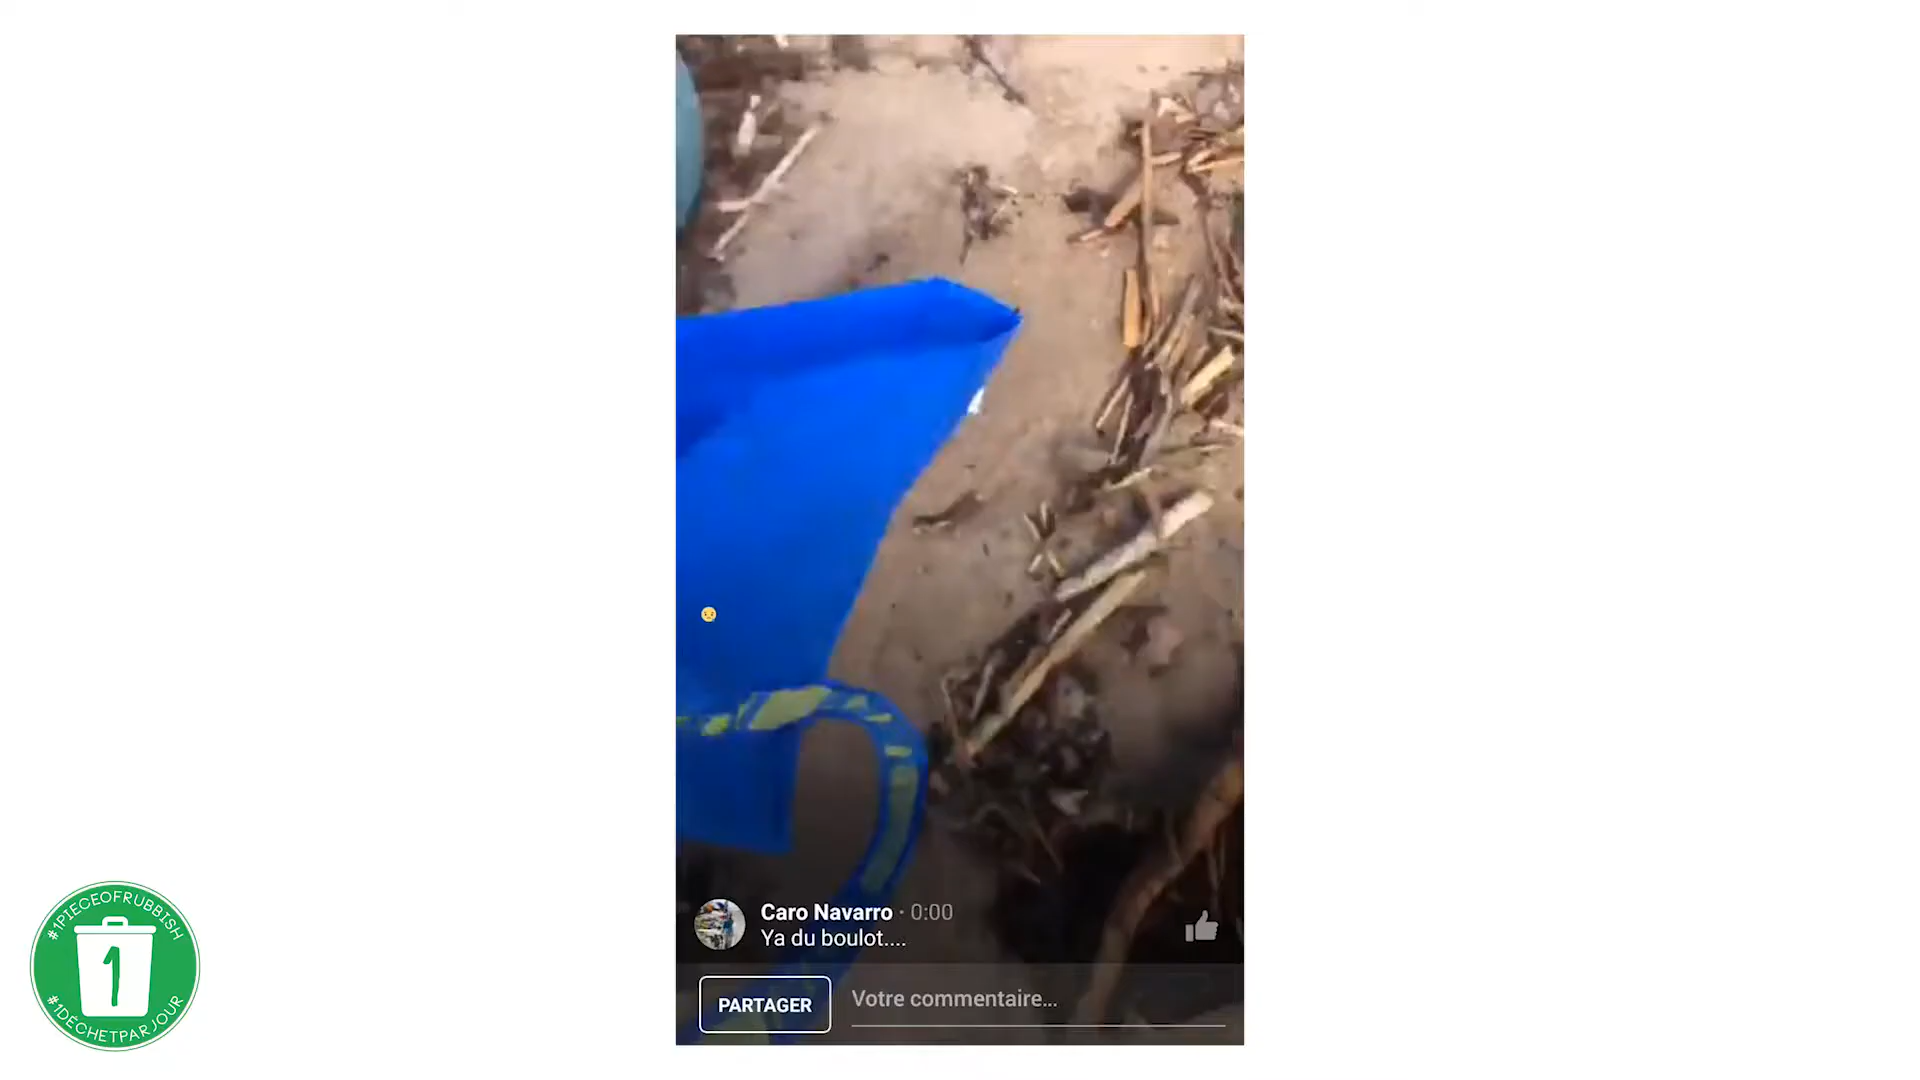 Caro Navarro · 0:00
Ya du boulot....
PARTAGER
Votre commentaire...
#1PIECEOFRUBBISH
1
#1DÉCHETPARJOUR